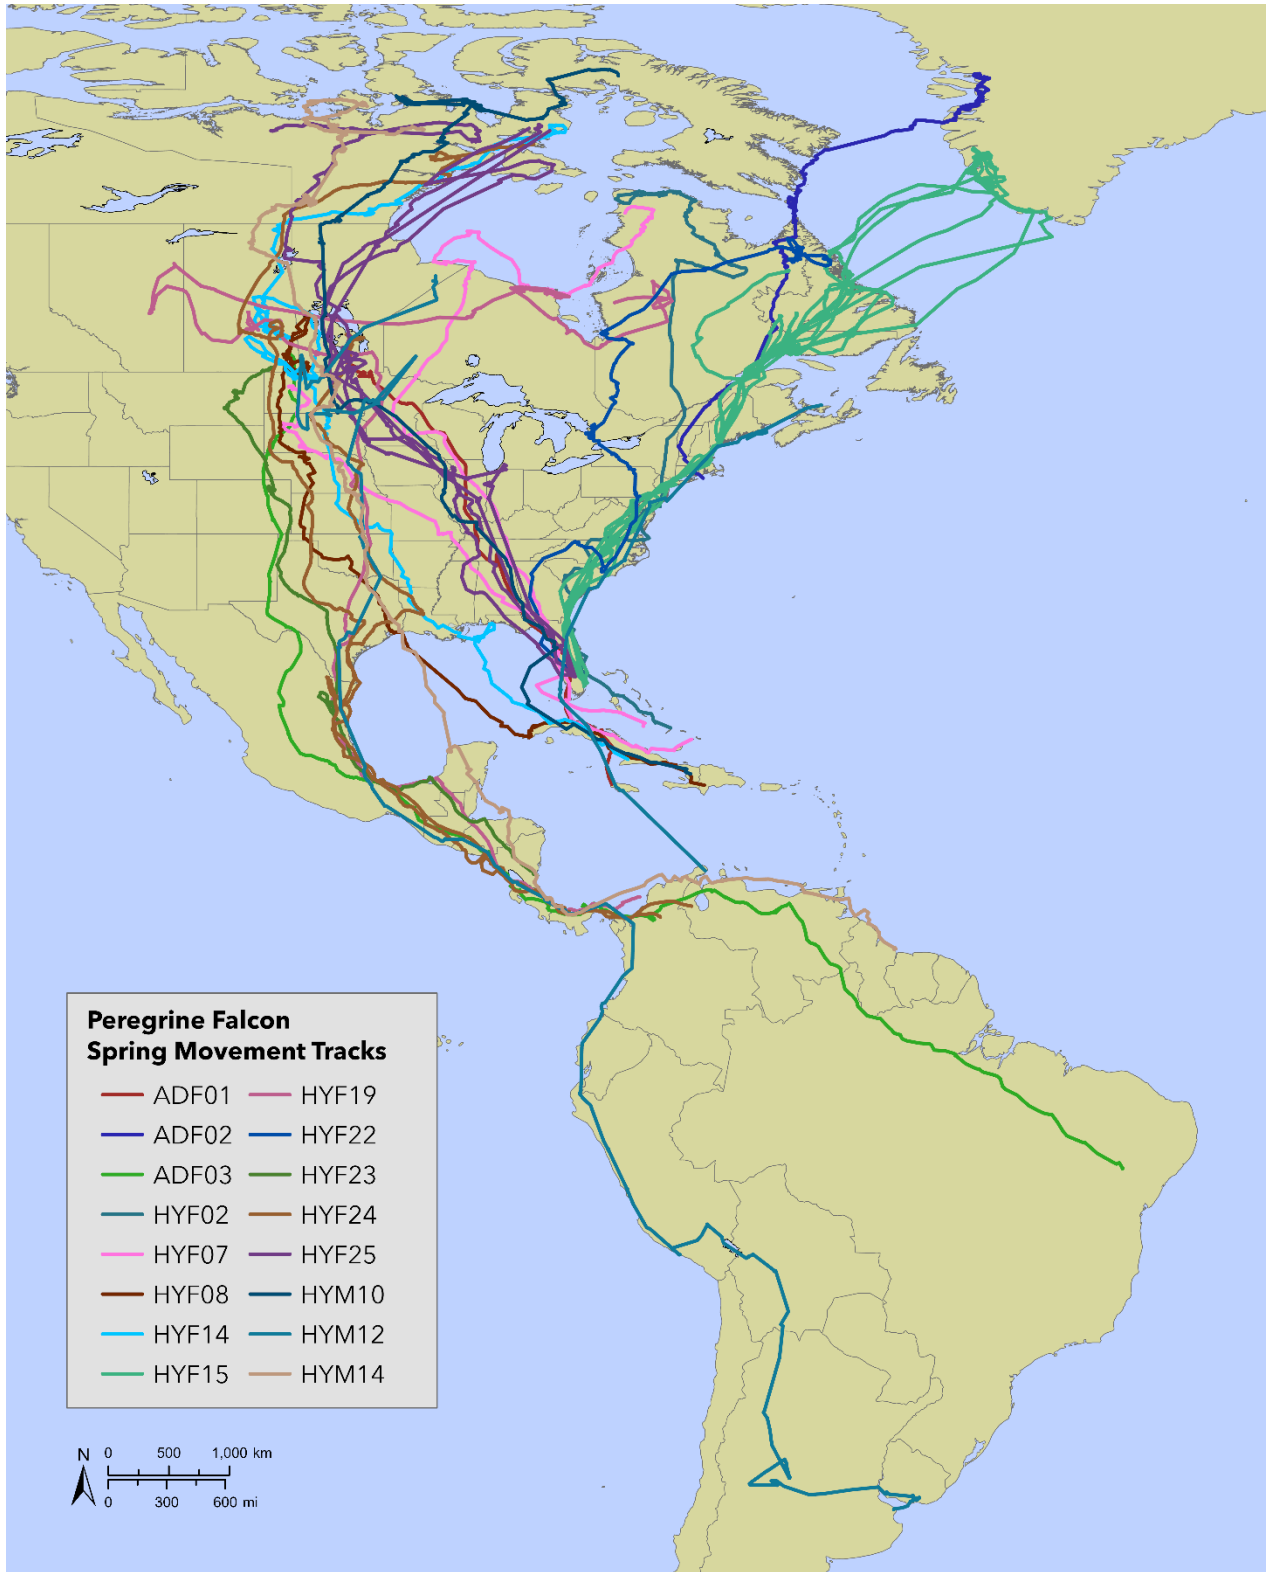 Peregrine Falcon
Spring Movement Tracks
ADF01 HYF19
ADF02 HYF22
ADF03 HYF23
HYF02 HYF24
HYF07 HYF25
HYF08 HYM10
HYF14 HYM12
HYF15 HYM14
N 0 500 1,000 km
0 300 600 mi